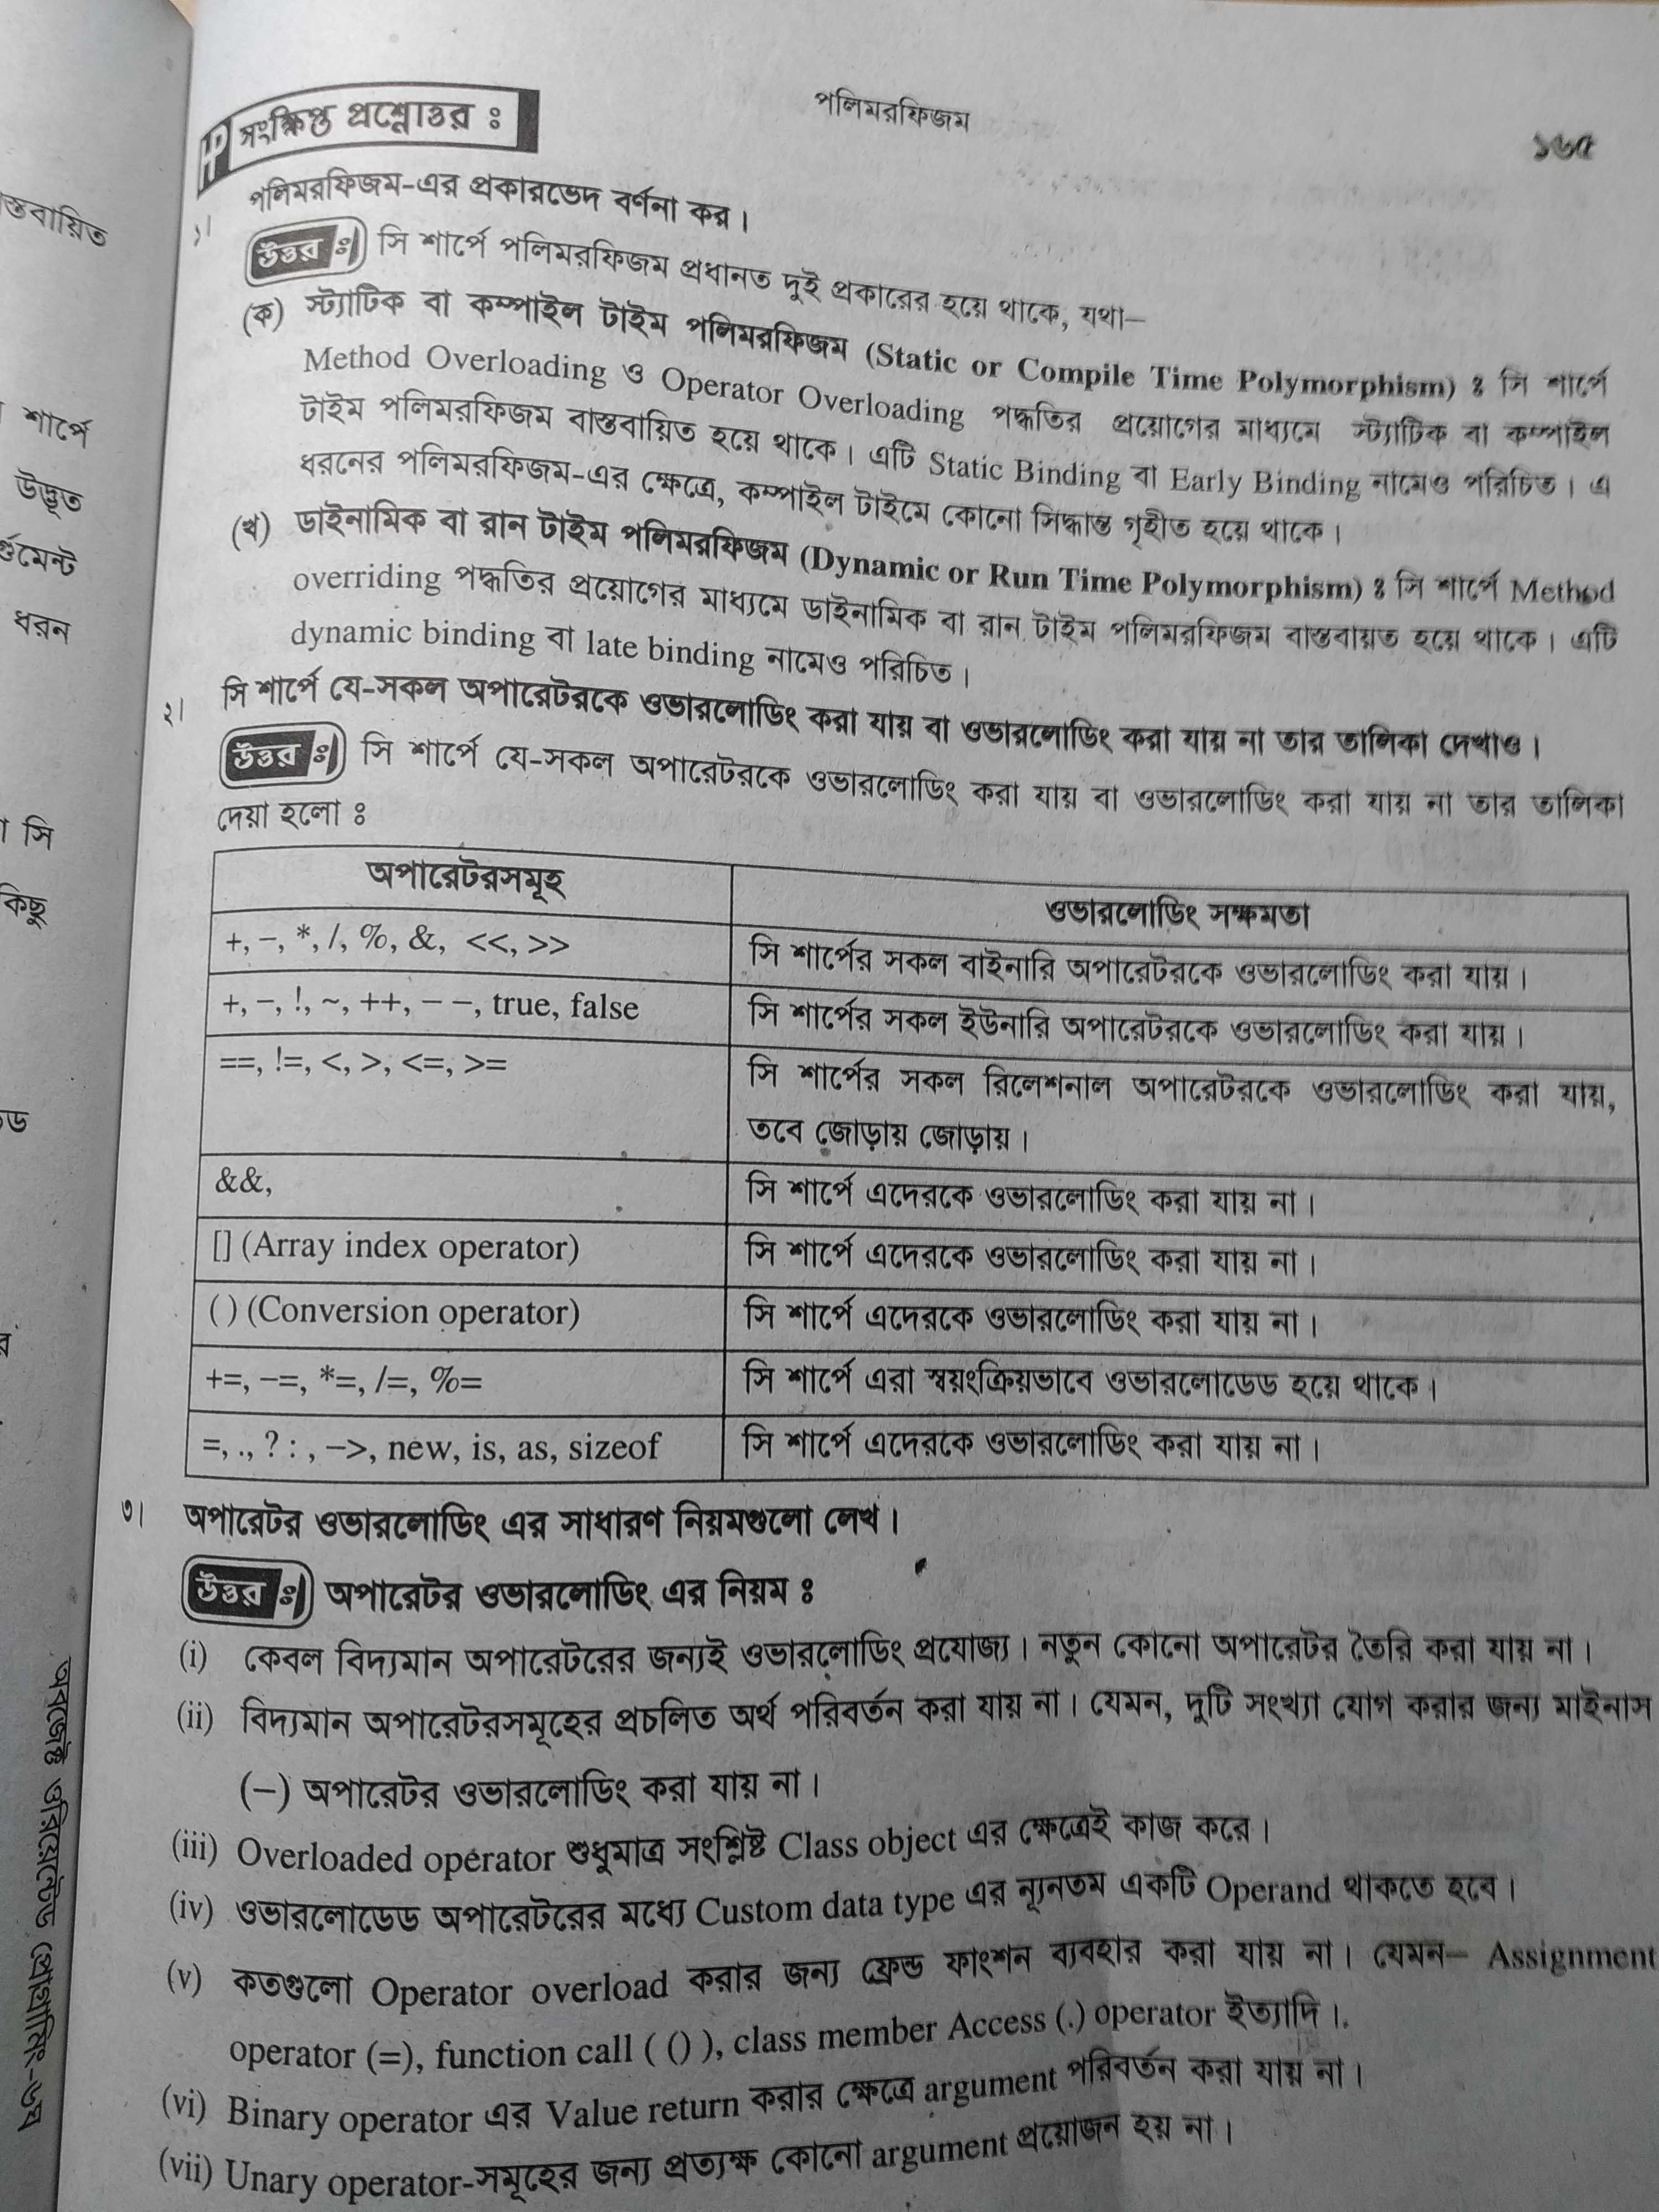 পলিমরফিজম
১৬৫
সংক্ষিপ্ত প্রশ্নোত্তর ঃ
১। পলিমরফিজম-এর প্রকারভেদ বর্ণনা কর।
উত্তর ঃ সি শার্পে পলিমরফিজম প্রধানত দুই প্রকারের হয়ে থাকে, যথা—
(ক) স্ট্যাটিক বা কম্পাইল টাইম পলিমরফিজম (Static or Compile Time Polymorphism) ঃ সি শার্পে
Method Overloading ও Operator Overloading পদ্ধতির প্রয়োগের মাধ্যমে স্ট্যাটিক বা কম্পাইল
টাইম পলিমরফিজম বাস্তবায়িত হয়ে থাকে। এটি Static Binding বা Early Binding নামেও পরিচিত। এ
ধরনের পলিমরফিজম-এর ক্ষেত্রে, কম্পাইল টাইমে কোনো সিদ্ধান্ত গৃহীত হয়ে থাকে।
(খ) ডাইনামিক বা রান টাইম পলিমরফিজম (Dynamic or Run Time Polymorphism) ঃ সি শার্পে Method
overriding পদ্ধতির প্রয়োগের মাধ্যমে ডাইনামিক বা রান টাইম পলিমরফিজম বাস্তবায়ত হয়ে থাকে। এটি
dynamic binding বা late binding নামেও পরিচিত।
২। সি শার্পে যে-সকল অপারেটরকে ওভারলোডিং করা যায় বা ওভারলোডিং করা যায় না তার তালিকা দেখাও।
উত্তর ঃ সি শার্পে যে-সকল অপারেটরকে ওভারলোডিং করা যায় বা ওভারলোডিং করা যায় না তার তালিকা
দেয়া হলো ঃ
অপারেটরসমূহ ওভারলোডিং সক্ষমতা
+, −, *, /, %, &, <<, >> সি শার্পের সকল বাইনারি অপারেটরকে ওভারলোডিং করা যায়।
+, −, !, ~, ++, − −, true, false সি শার্পের সকল ইউনারি অপারেটরকে ওভারলোডিং করা যায়।
==, !=, <, >, <=, >= সি শার্পের সকল রিলেশনাল অপারেটরকে ওভারলোডিং করা যায়,
তবে জোড়ায় জোড়ায়।
&&, সি শার্পে এদেরকে ওভারলোডিং করা যায় না।
[] (Array index operator) সি শার্পে এদেরকে ওভারলোডিং করা যায় না।
( ) (Conversion operator) সি শার্পে এদেরকে ওভারলোডিং করা যায় না।
+=, −=, *=, /=, %= সি শার্পে এরা স্বয়ংক্রিয়ভাবে ওভারলোডেড হয়ে থাকে।
=, ., ? : , −>, new, is, as, sizeof সি শার্পে এদেরকে ওভারলোডিং করা যায় না।
৩। অপারেটর ওভারলোডিং এর সাধারণ নিয়মগুলো লেখ।
উত্তর ঃ অপারেটর ওভারলোডিং এর নিয়ম ঃ
(i) কেবল বিদ্যমান অপারেটরের জন্যই ওভারলোডিং প্রযোজ্য। নতুন কোনো অপারেটর তৈরি করা যায় না।
(ii) বিদ্যমান অপারেটরসমূহের প্রচলিত অর্থ পরিবর্তন করা যায় না। যেমন, দুটি সংখ্যা যোগ করার জন্য মাইনাস
(−) অপারেটর ওভারলোডিং করা যায় না।
(iii) Overloaded operator শুধুমাত্র সংশ্লিষ্ট Class object এর ক্ষেত্রেই কাজ করে।
(iv) ওভারলোডেড অপারেটরের মধ্যে Custom data type এর ন্যূনতম একটি Operand থাকতে হবে।
(v) কতগুলো Operator overload করার জন্য ফ্রেন্ড ফাংশন ব্যবহার করা যায় না। যেমন− Assignment
operator (=), function call ( () ), class member Access (.) operator ইত্যাদি।
(vi) Binary operator এর Value return করার ক্ষেত্রে argument পরিবর্তন করা যায় না।
(vii) Unary operator-সমূহের জন্য প্রত্যক্ষ কোনো argument প্রয়োজন হয় না।
স্তবায়িত
শার্পে
উদ্ভূত
র্গুমেন্ট
ধরন
সি
কিছু
অবজেক্ট ওরিয়েন্টেড প্রোগ্রামিং-